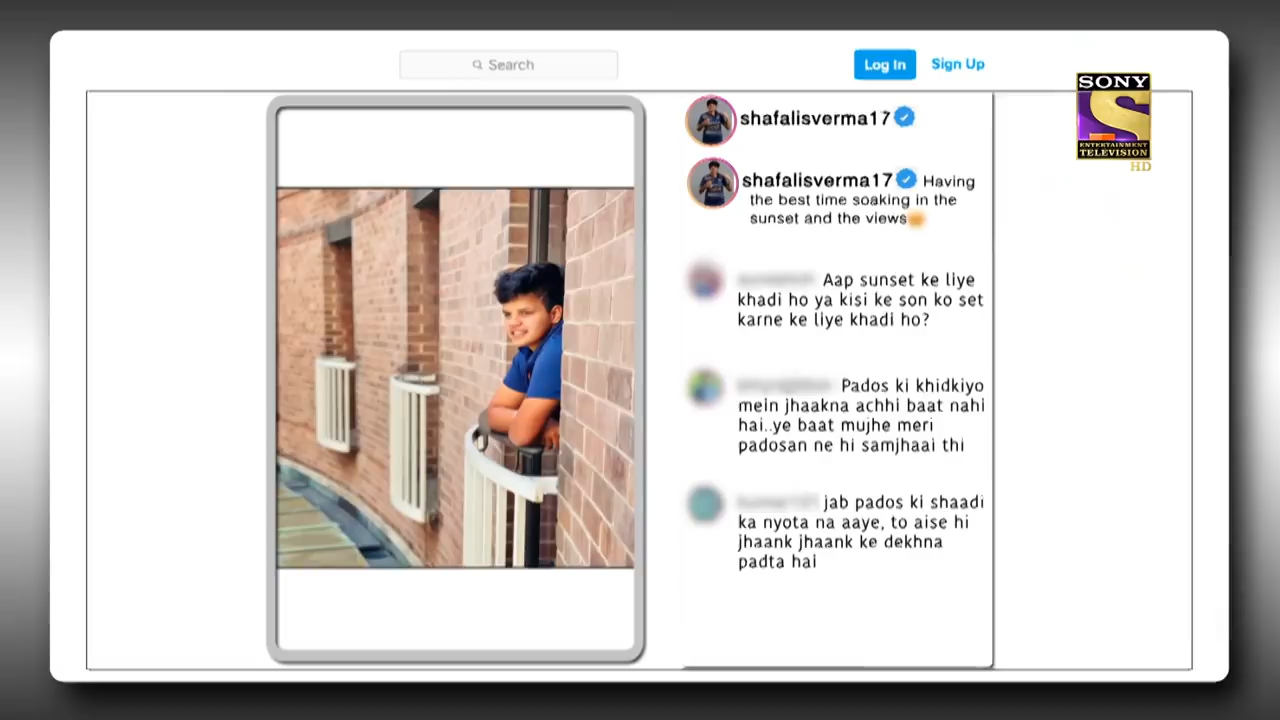 Search
Log In
Sign Up
SONY
ENTERTAINMENT
TELEVISION
HD
shafalisverma17
shafalisverma17 Having
the best time soaking in the
sunset and the views
Aap sunset ke liye
khadi ho ya kisi ke son ko set
karne ke liye khadi ho?
Pados ki khidkiyo
mein jhaakna achhi baat nahi
hai..ye baat mujhe meri
padosan ne hi samjhaai thi
jab pados ki shaadi
ka nyota na aaye, to aise hi
jhaank jhaank ke dekhna
padta hai